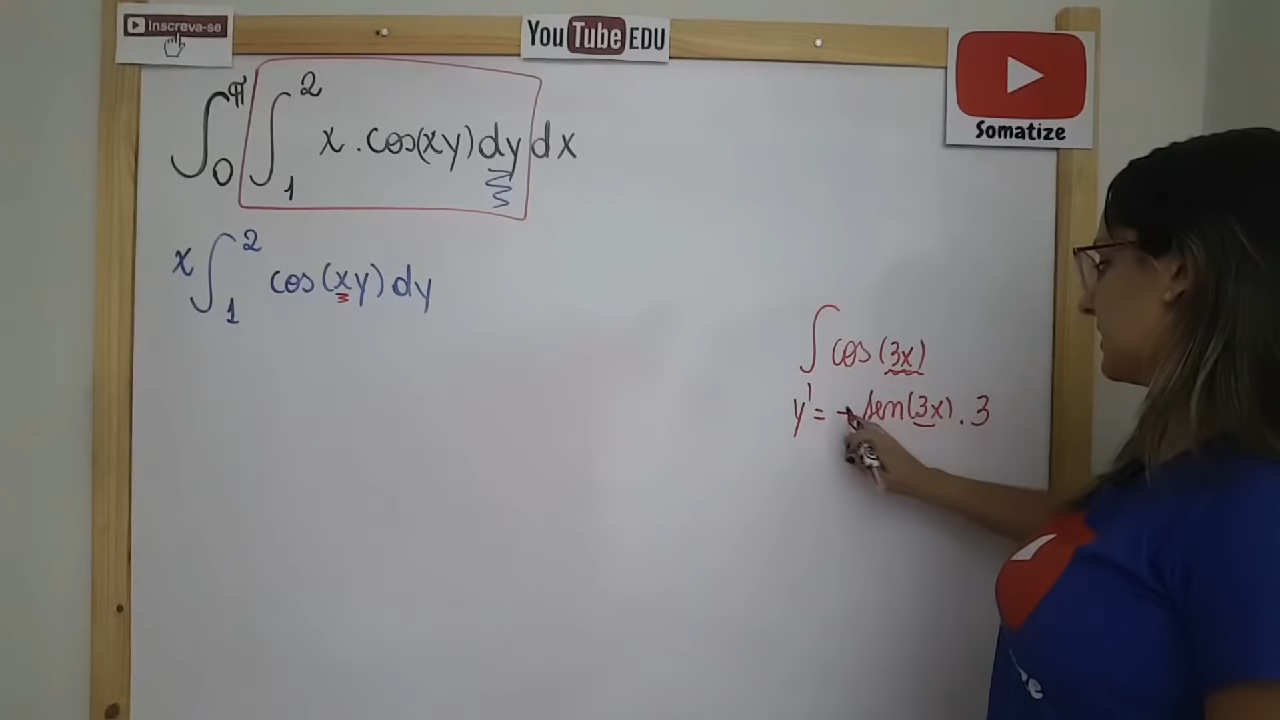 Inscreva-se
YouTube EDU
Somatize
∫₀^π ∫₁² x . cos(xy) dy dx
x ∫₁² cos(xy) dy
∫ cos (3x)
y' = - sen(3x) . 3